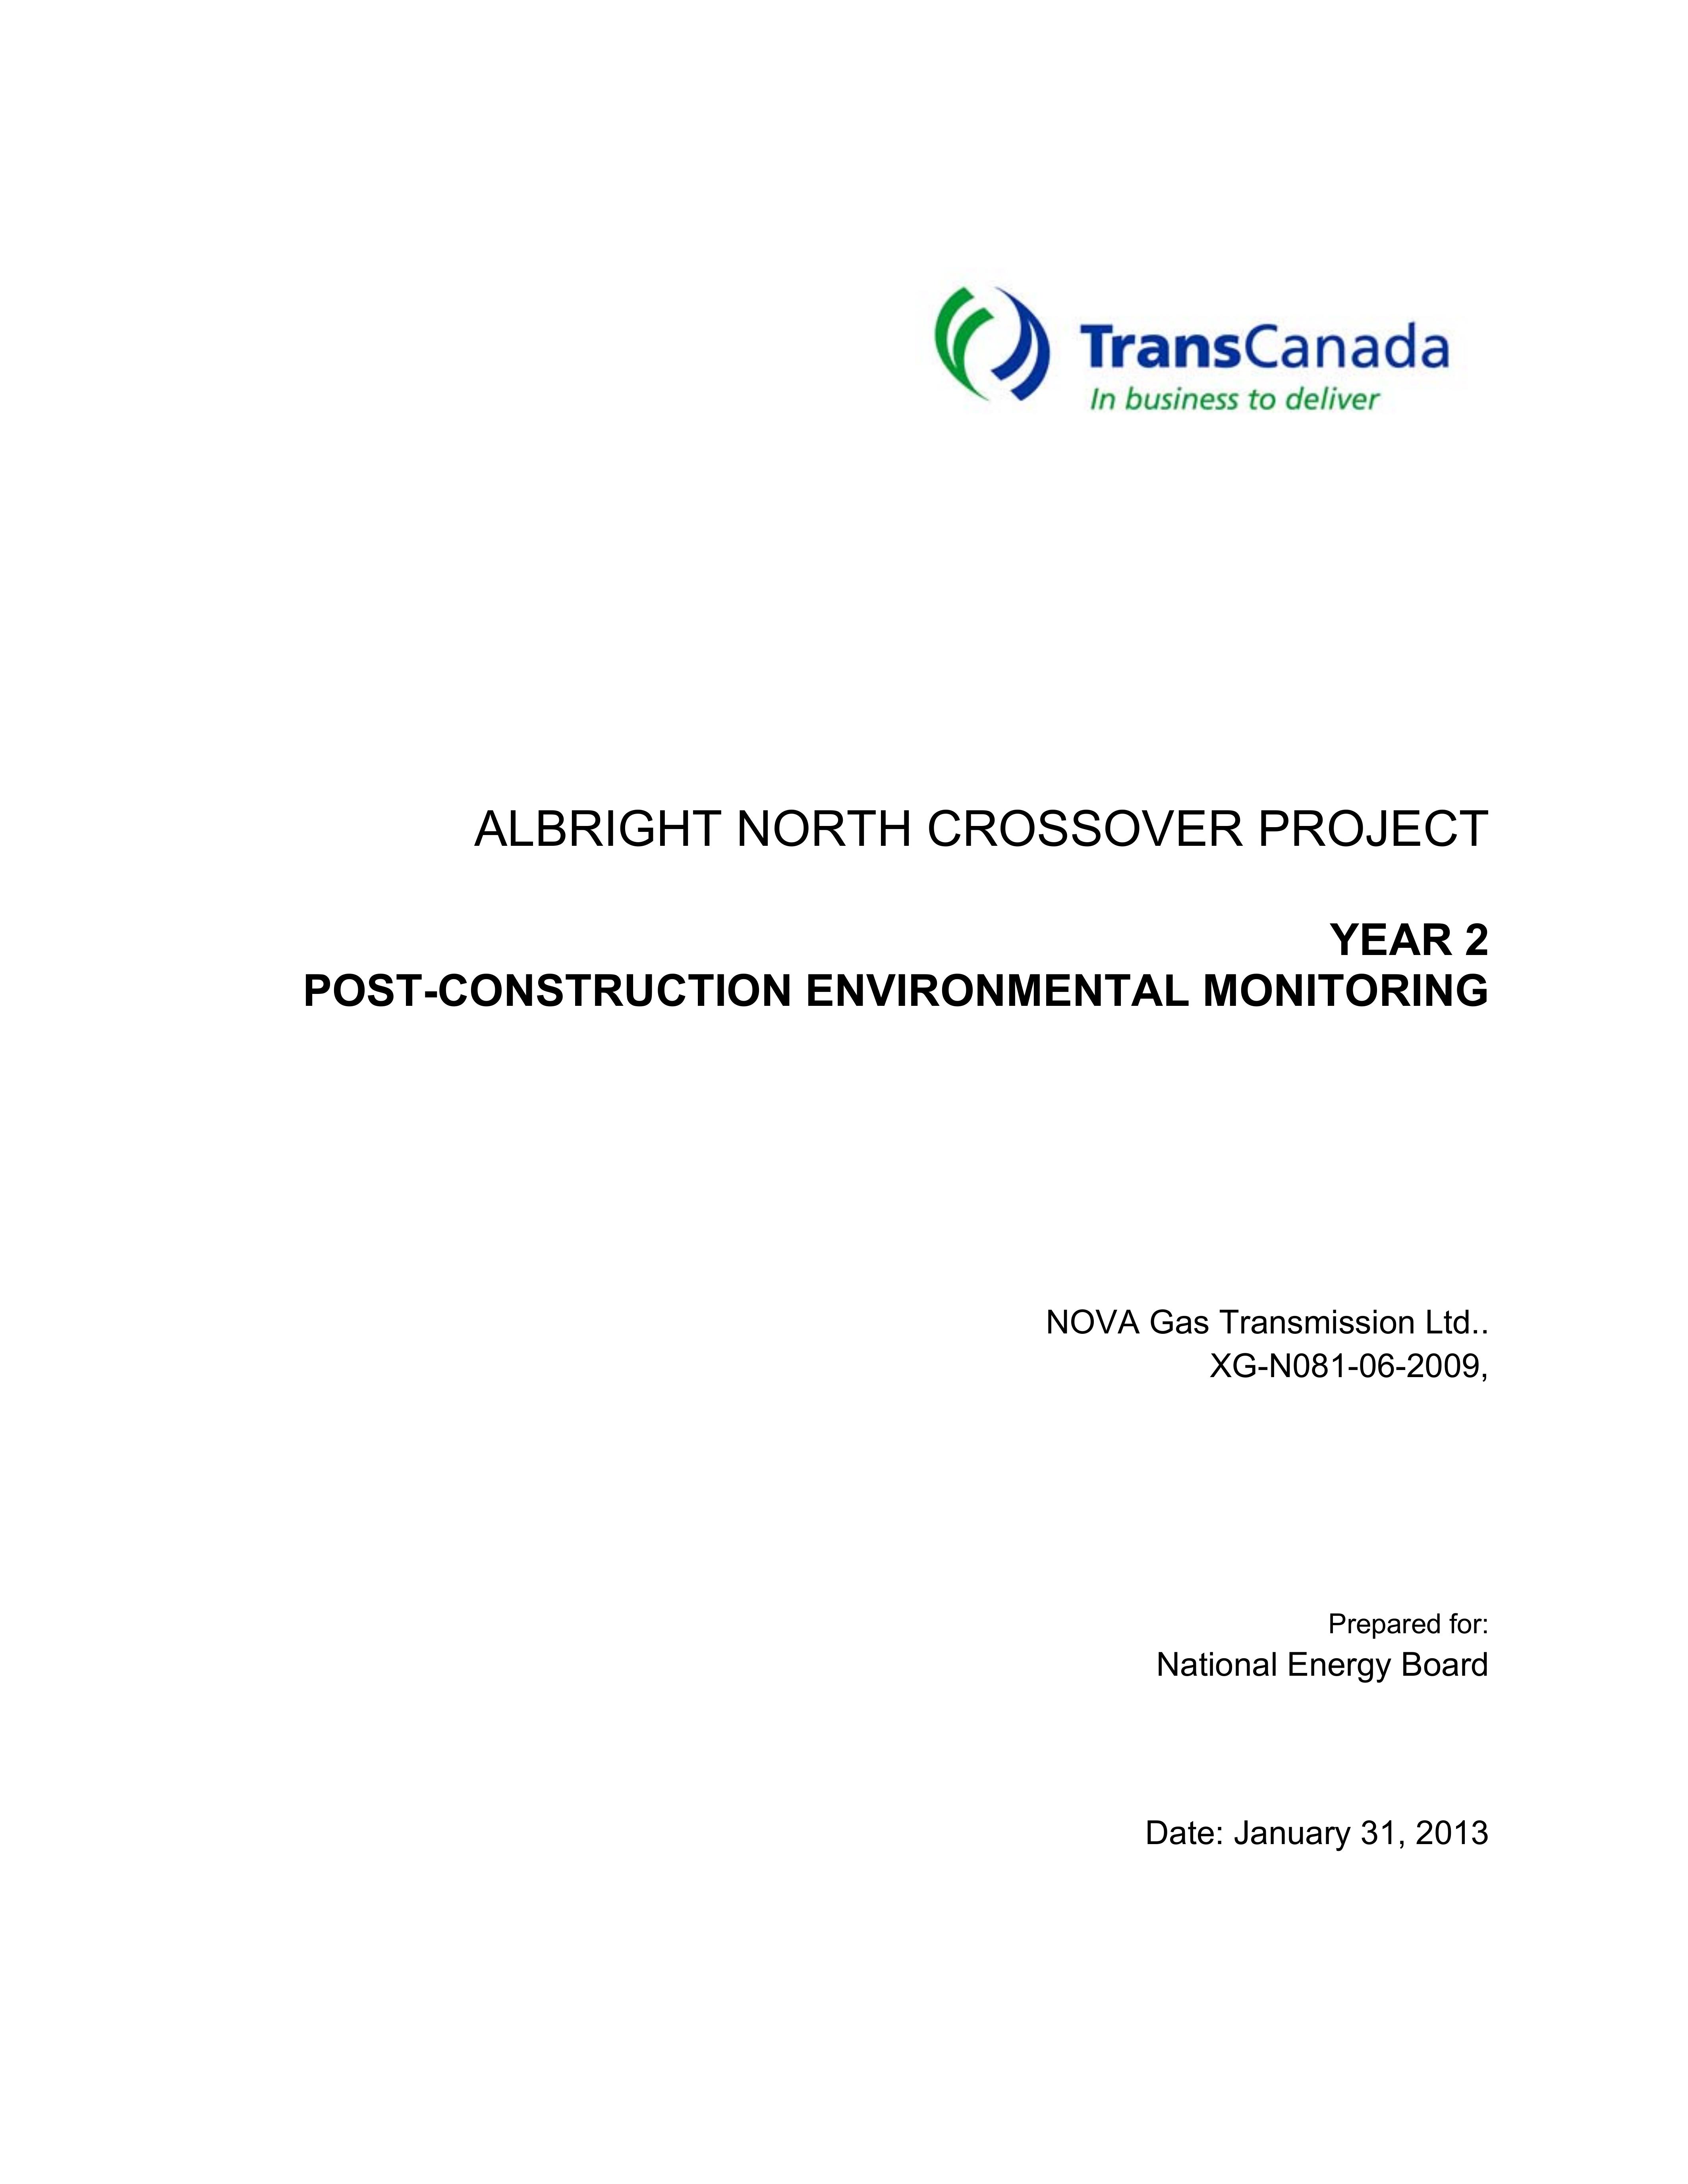 TransCanada
In business to deliver
ALBRIGHT NORTH CROSSOVER PROJECT
YEAR 2
POST-CONSTRUCTION ENVIRONMENTAL MONITORING
NOVA Gas Transmission Ltd..
XG-N081-06-2009,
Prepared for:
National Energy Board
Date: January 31, 2013